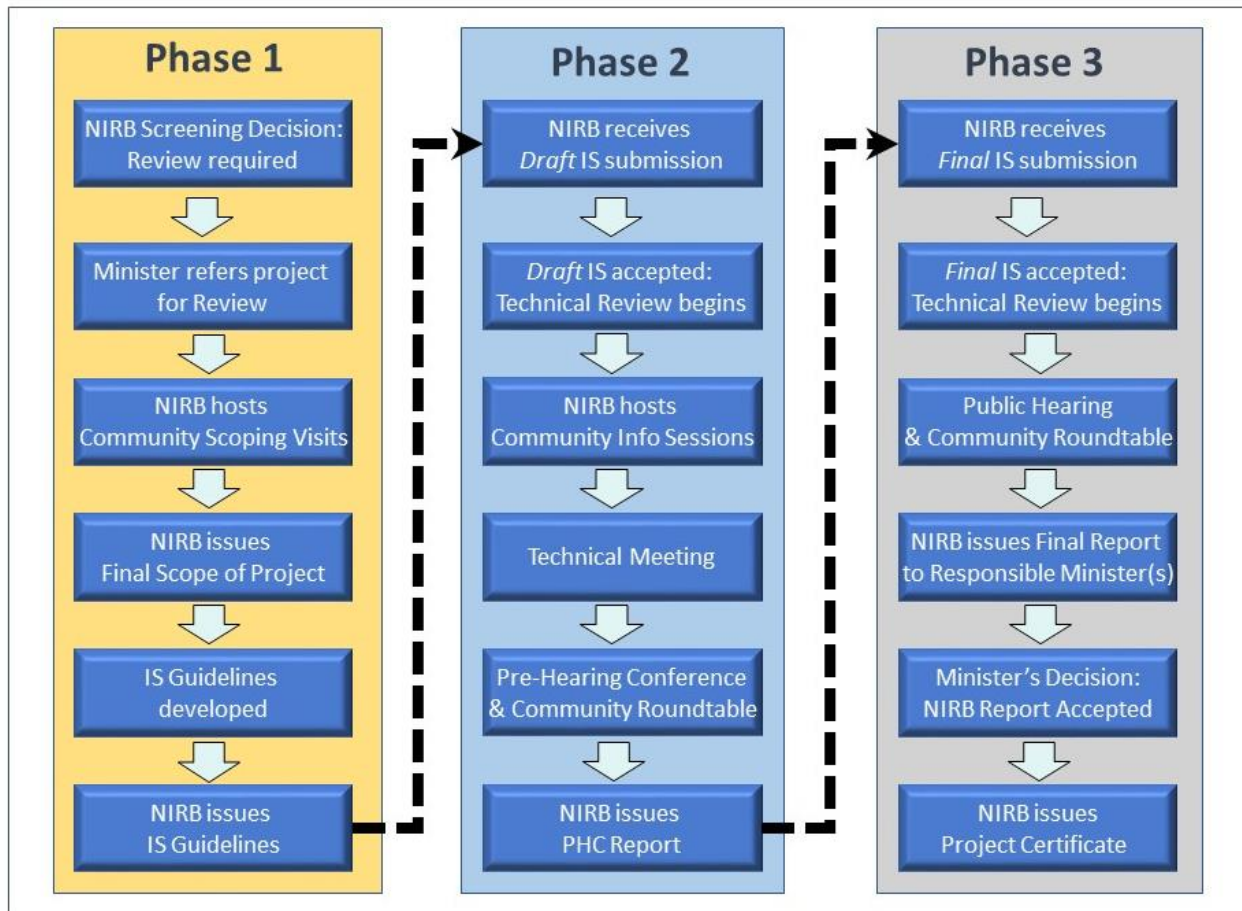 Phase 1
NIRB Screening Decision:
Review required
Minister refers project
for Review
NIRB hosts
Community Scoping Visits
NIRB issues
Final Scope of Project
IS Guidelines
developed
NIRB issues
IS Guidelines
Phase 2
NIRB receives
Draft IS submission
Draft IS accepted:
Technical Review begins
NIRB hosts
Community Info Sessions
Technical Meeting
Pre-Hearing Conference
& Community Roundtable
NIRB issues
PHC Report
Phase 3
NIRB receives
Final IS submission
Final IS accepted:
Technical Review begins
Public Hearing
& Community Roundtable
NIRB issues Final Report
to Responsible Minister(s)
Minister’s Decision:
NIRB Report Accepted
NIRB issues
Project Certificate